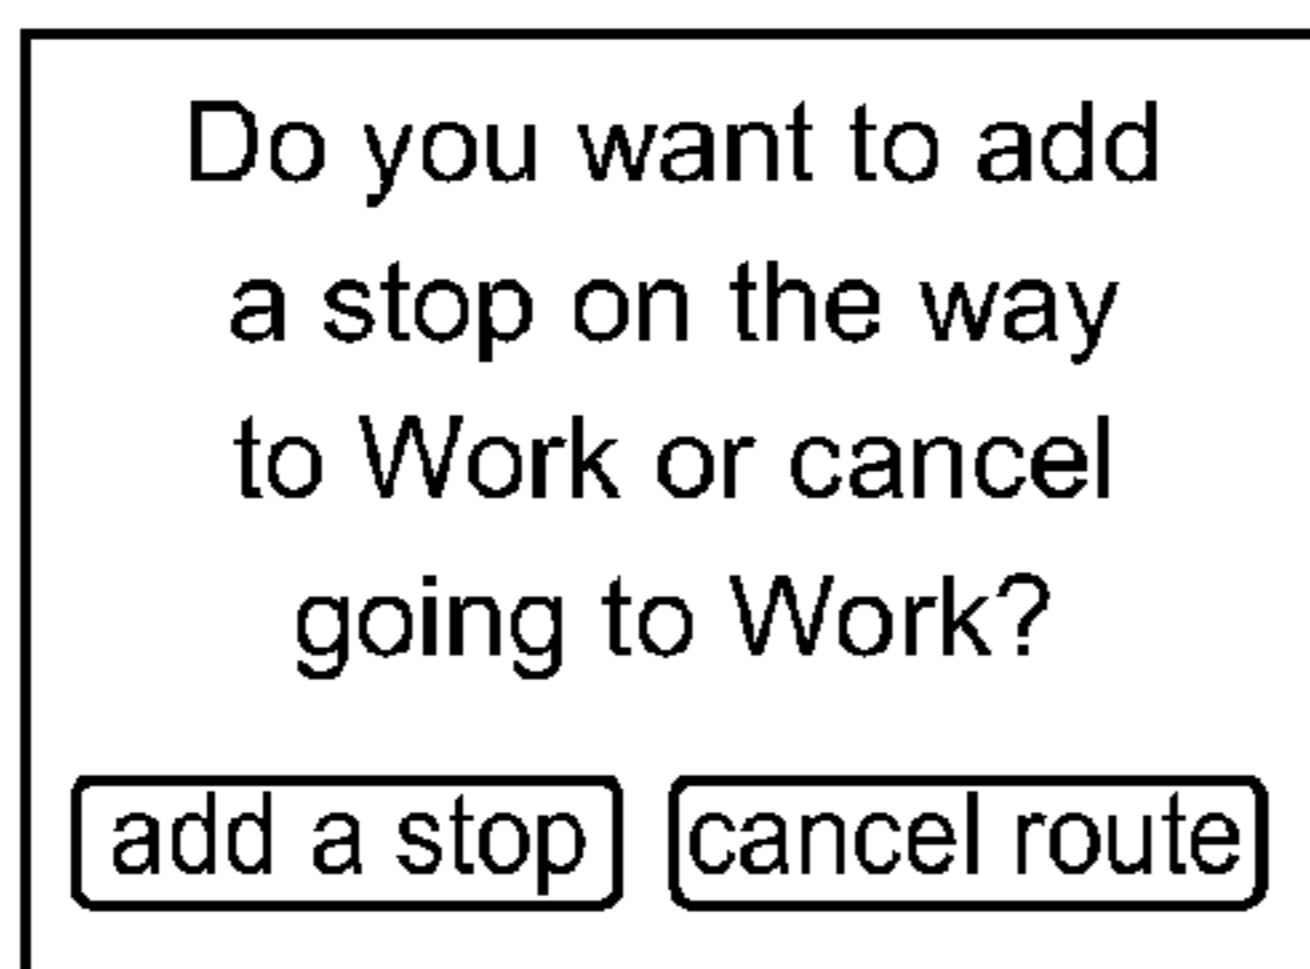 Do you want to add
a stop on the way
to Work or cancel
going to Work?
add a stop
cancel route